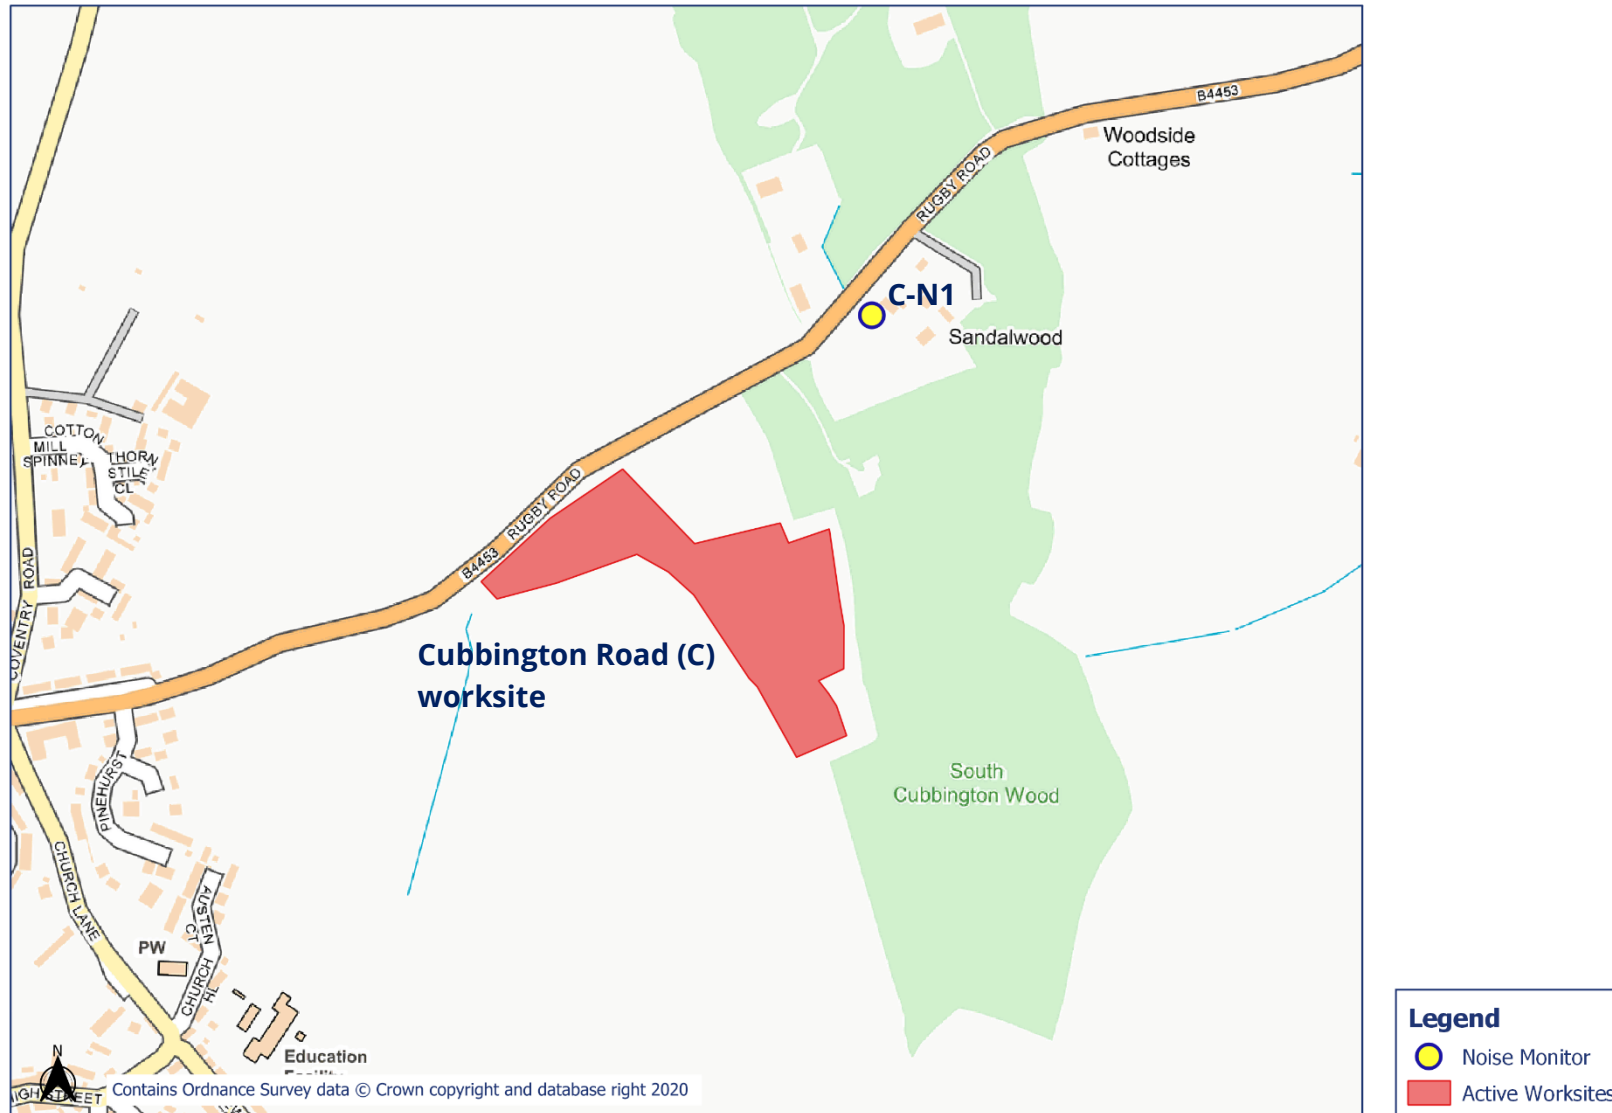 B4453
Woodside
Cottages
RUGBY ROAD
C-N1
Sandalwood
COTTON
MILL
SPINNEY
THORN
STILE
CL
RUGBY ROAD
B4453
COVENTRY ROAD
Cubbington Road (C)
worksite
PINEHURST
South
Cubbington Wood
CHURCH LANE
AUSTEN
CT
PW
CHURCH
HL
Education
N
Contains Ordnance Survey data © Crown copyright and database right 2020
Legend
Noise Monitor
Active Worksites